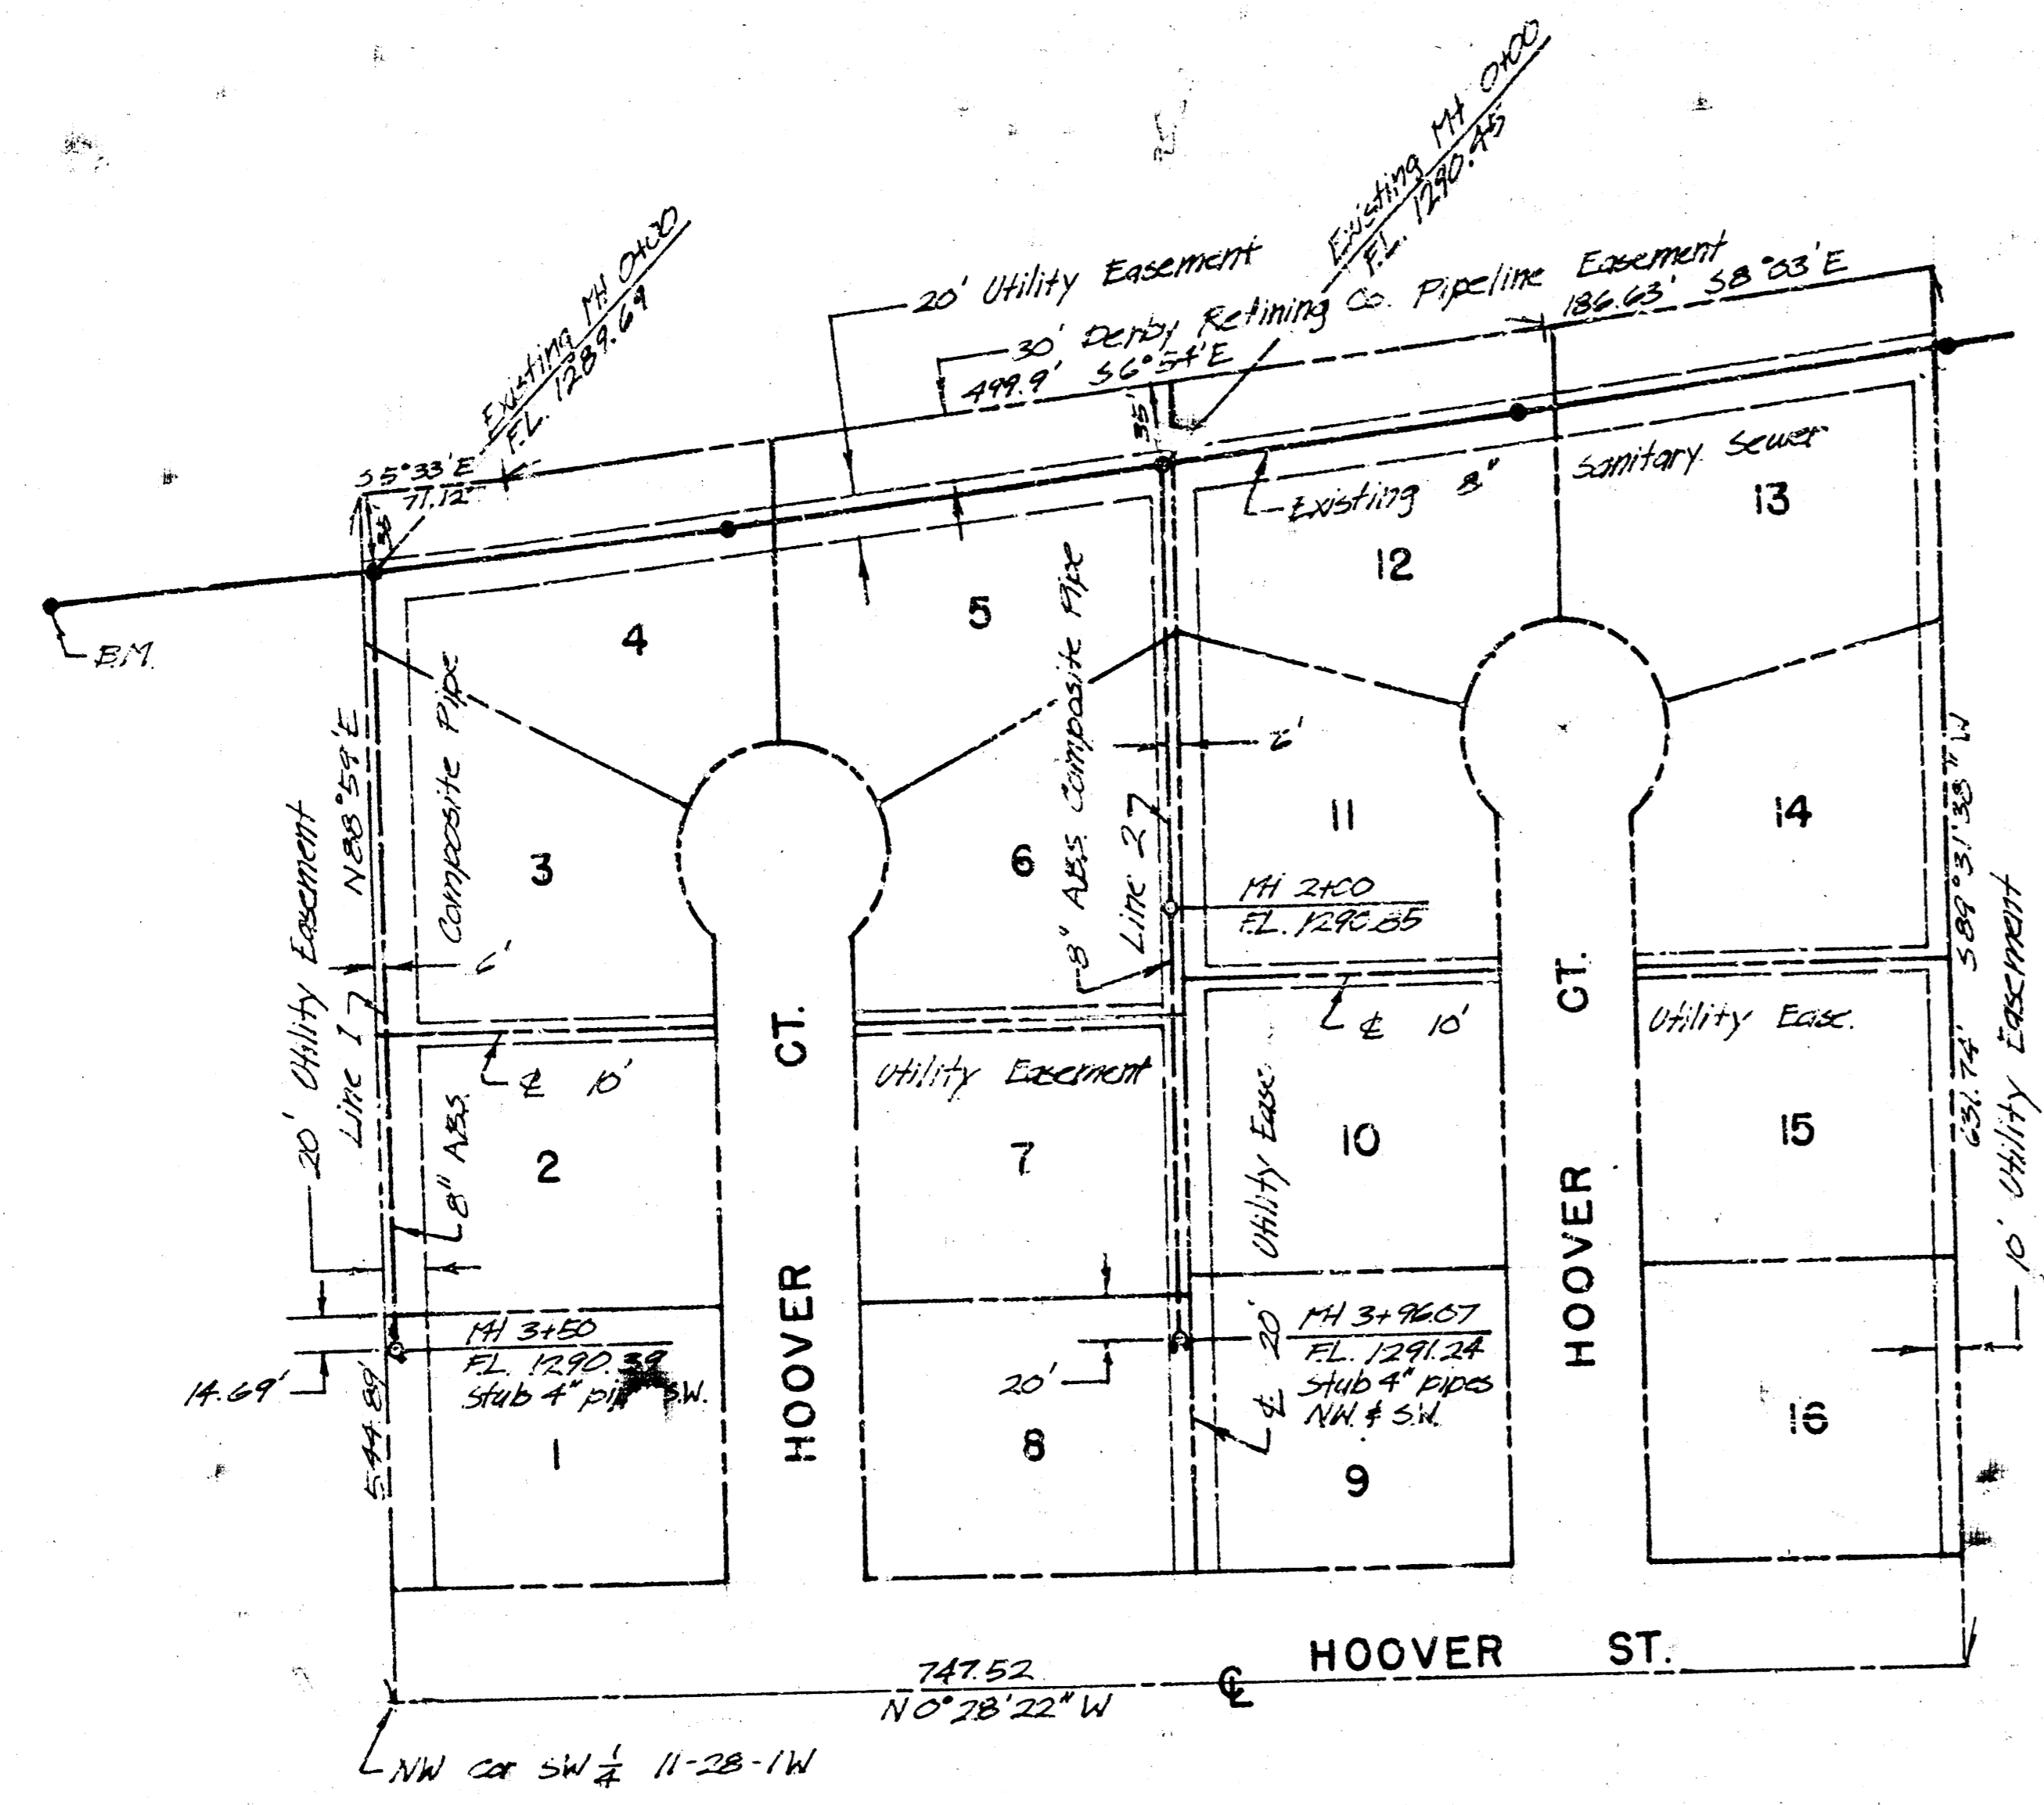 Existing MH 0+00
F.L. 1290.45
Existing MH 0+00
F.L. 1289.69
20' Utility Easement
30' Derby Refining Co. Pipeline Easement
186.63' S8°03'E
499.9' S6°54'E
S5°33'E
71.12'
35'
35'
Existing 8" Sanitary Sewer
B.M.
4
5
12
13
3
6
11
14
2
7
10
15
1
8
9
16
20' Utility Easement
Line 1
N88°59'E
544.89'
8" ABS Composite Pipe
6'
8" ABS Composite Pipe
Line 2
6'
MH 2+00
F.L. 1290.85
℄ 10'
Utility Easement
℄ 10'
Utility Ease.
℄ 20' Utility Ease.
MH 3+50
F.L. 1290.39
Stub 4" S.W.
14.69'
20'
MH 3+96.07
F.L. 1291.24
Stub 4" pipes
NW. & S.W.
HOOVER CT.
HOOVER CT.
S89°31'38"W
631.74'
10' Utility Easement
HOOVER ST.
℄
747.52
N0°28'22"W
NW cor SW 1/4 11-28-1W